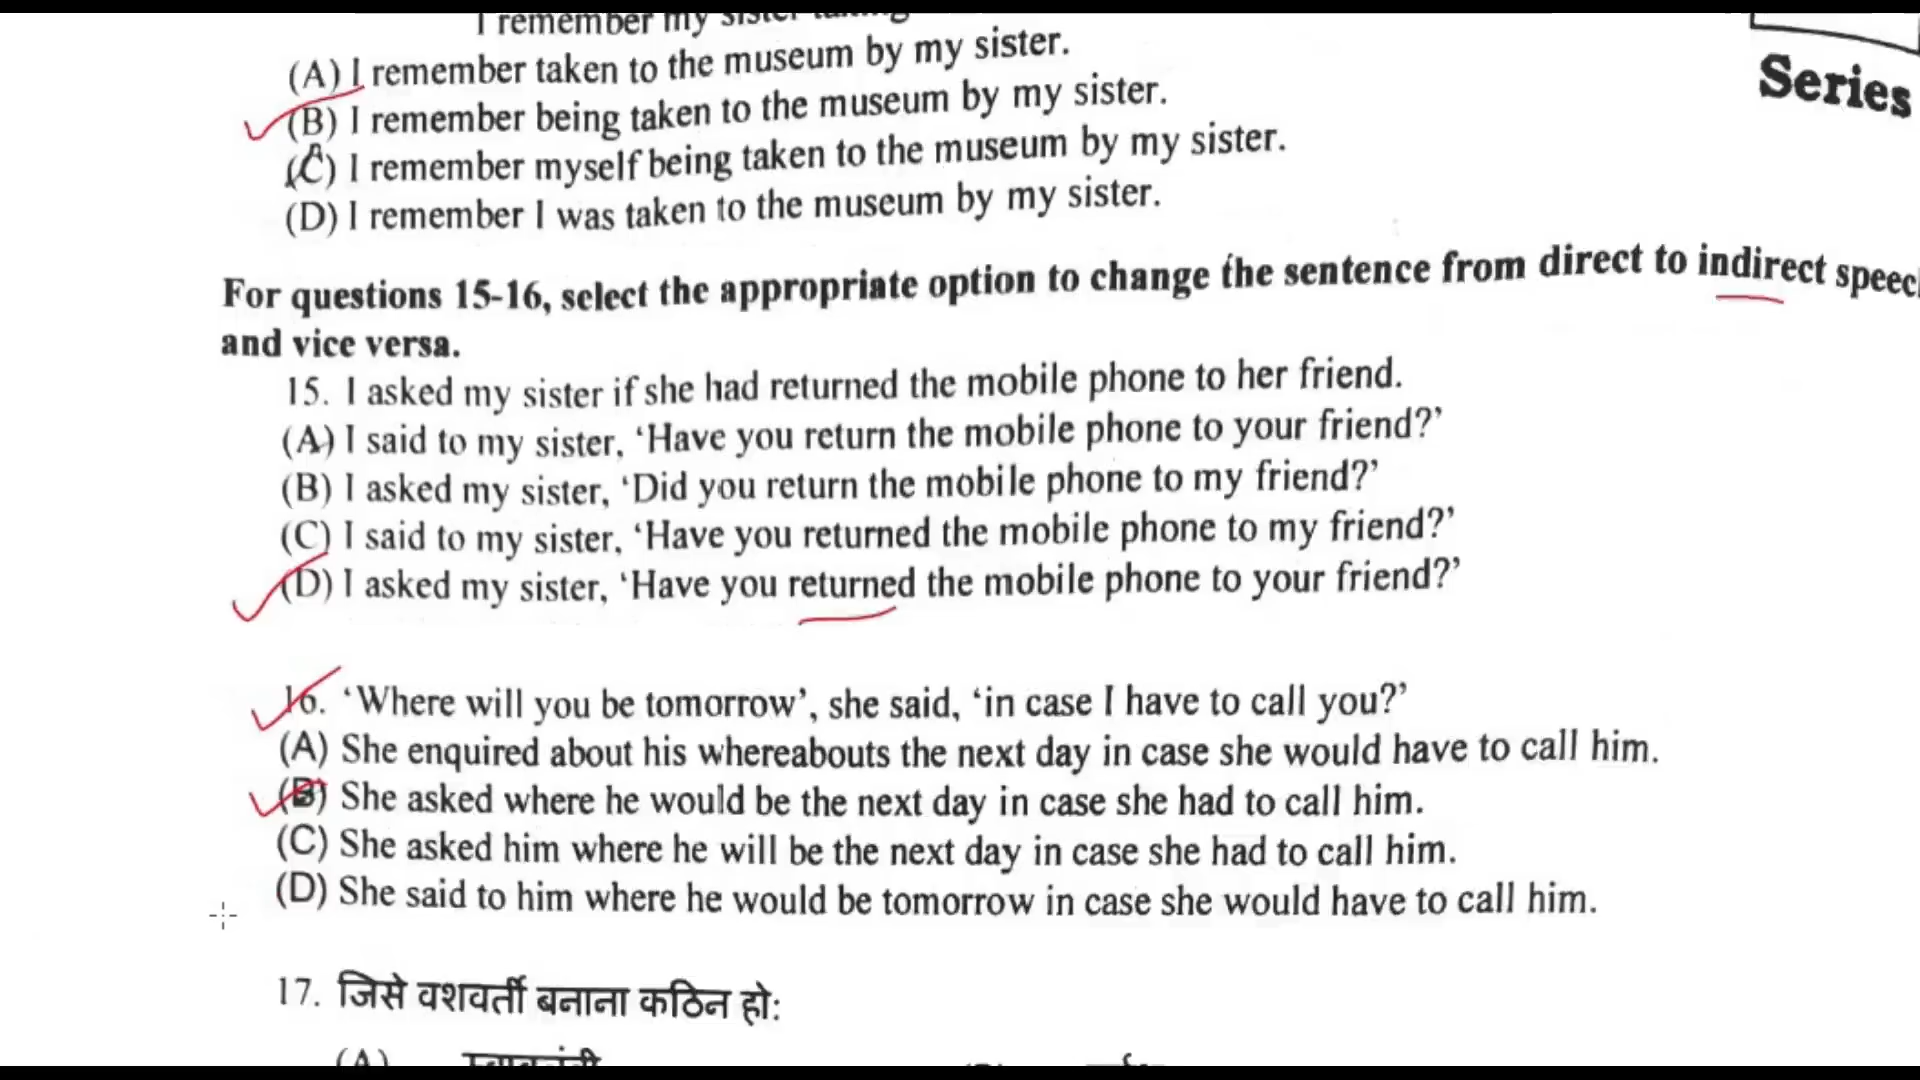 I remember my sister taking
(A) I remember taken to the museum by my sister.
(B) I remember being taken to the museum by my sister.
(C) I remember myself being taken to the museum by my sister.
(D) I remember I was taken to the museum by my sister.
Series
For questions 15-16, select the appropriate option to change the sentence from direct to indirect speech
and vice versa.
15. I asked my sister if she had returned the mobile phone to her friend.
(A) I said to my sister, ‘Have you return the mobile phone to your friend?’
(B) I asked my sister, ‘Did you return the mobile phone to my friend?’
(C) I said to my sister, ‘Have you returned the mobile phone to my friend?’
(D) I asked my sister, ‘Have you returned the mobile phone to your friend?’
16. ‘Where will you be tomorrow’, she said, ‘in case I have to call you?’
(A) She enquired about his whereabouts the next day in case she would have to call him.
(B) She asked where he would be the next day in case she had to call him.
(C) She asked him where he will be the next day in case she had to call him.
(D) She said to him where he would be tomorrow in case she would have to call him.
17. जिसे वशवर्ती बनाना कठिन हो:
(A)